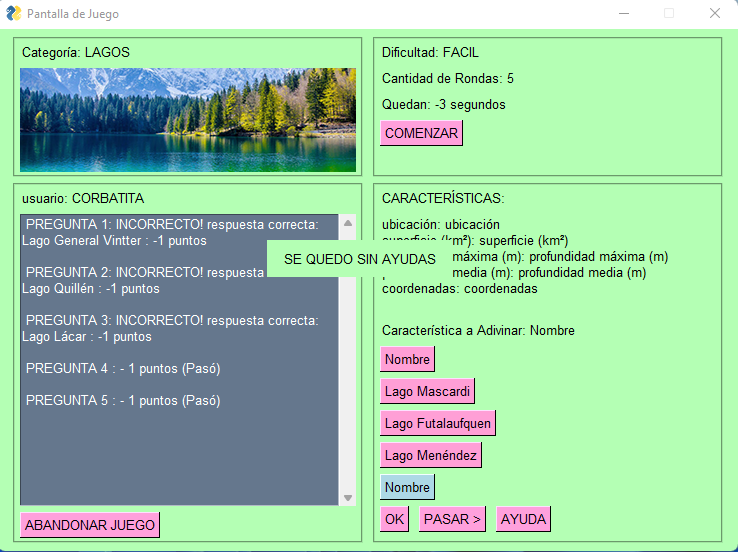 Pantalla de Juego
Categoría: LAGOS
Dificultad: FACIL
Cantidad de Rondas: 5
Quedan: -3 segundos
COMENZAR
usuario: CORBATITA
PREGUNTA 1: INCORRECTO! respuesta correcta:
Lago General Vintter : -1 puntos
PREGUNTA 2: INCORRECTO! respuesta
Lago Quillén : -1 puntos
PREGUNTA 3: INCORRECTO! respuesta correcta:
Lago Lácar : -1 puntos
PREGUNTA 4 : - 1 puntos (Pasó)
PREGUNTA 5 : - 1 puntos (Pasó)
ABANDONAR JUEGO
SE QUEDO SIN AYUDAS
CARACTERÍSTICAS:
ubicación: ubicación
superficie (km²): superficie (km²)
máxima (m): profundidad máxima (m)
media (m): profundidad media (m)
coordenadas: coordenadas
Característica a Adivinar: Nombre
Nombre
Lago Mascardi
Lago Futalaufquen
Lago Menéndez
Nombre
OK PASAR > AYUDA